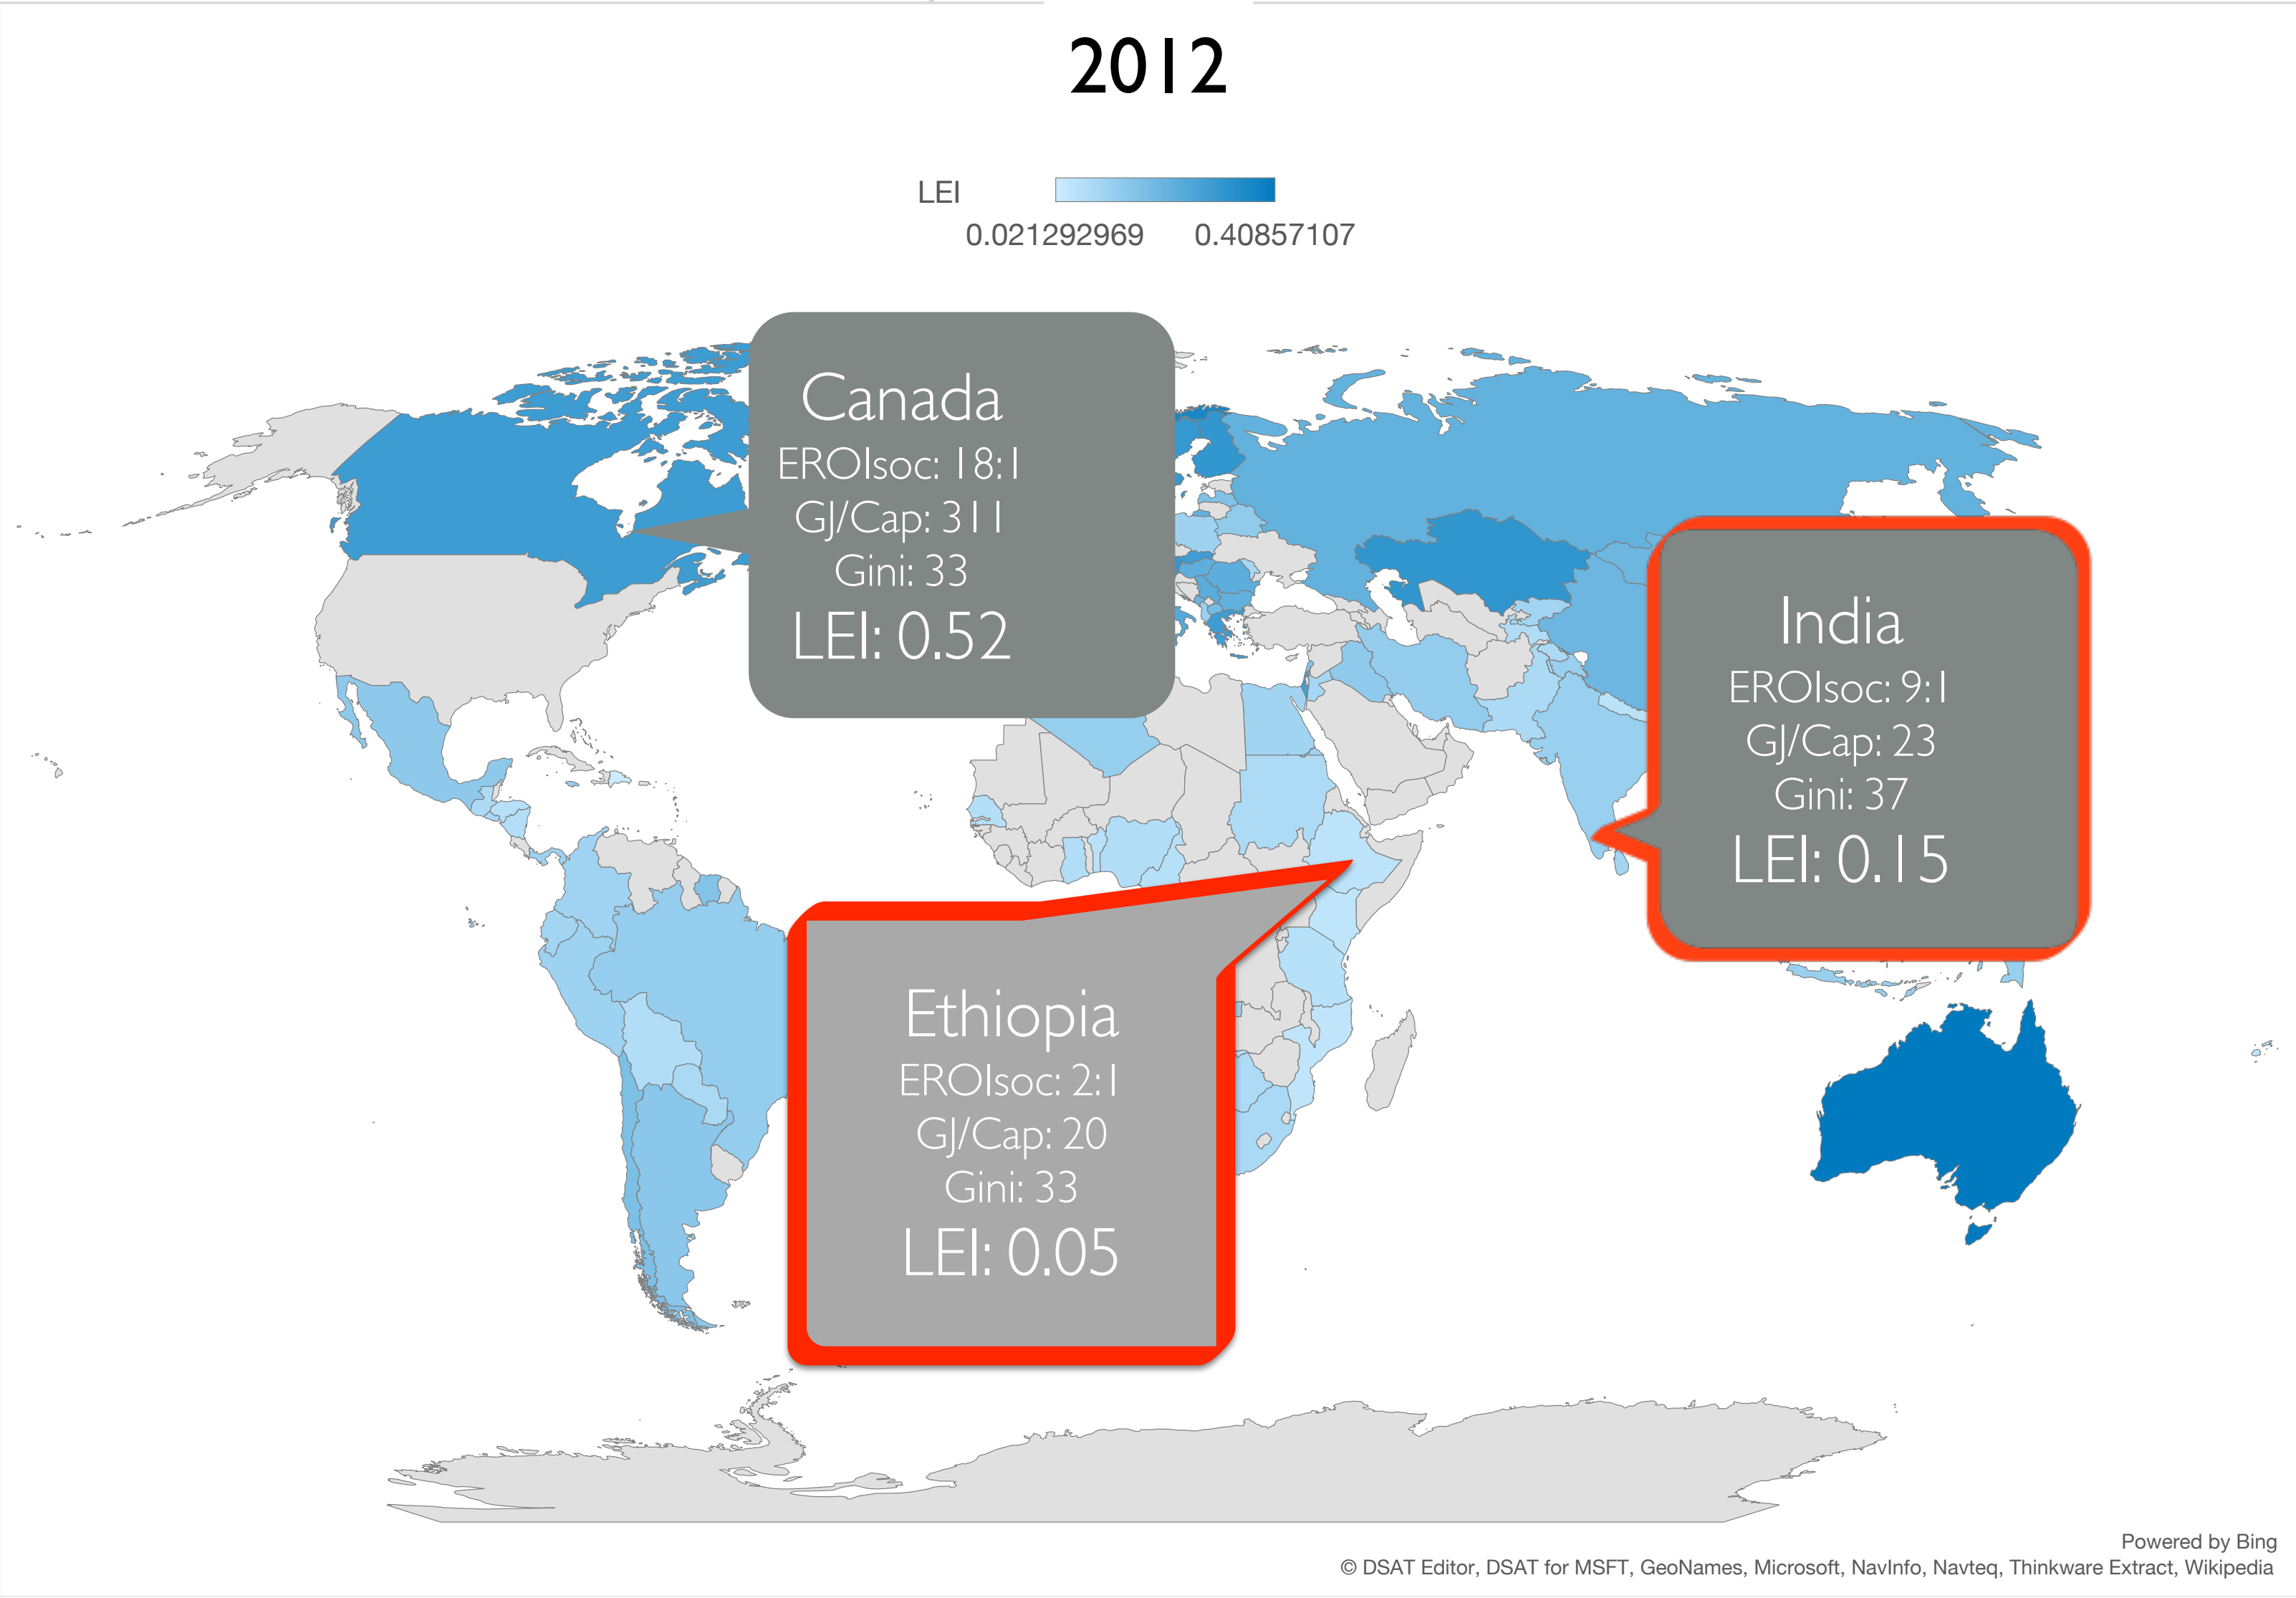 2012
LEI
0.021292969 0.40857107
Canada
EROIsoc: 18:1
GJ/Cap: 311
Gini: 33
LEI: 0.52
India
EROIsoc: 9:1
GJ/Cap: 23
Gini: 37
LEI: 0.15
Ethiopia
EROIsoc: 2:1
GJ/Cap: 20
Gini: 33
LEI: 0.05
Powered by Bing
© DSAT Editor, DSAT for MSFT, GeoNames, Microsoft, NavInfo, Navteq, Thinkware Extract, Wikipedia